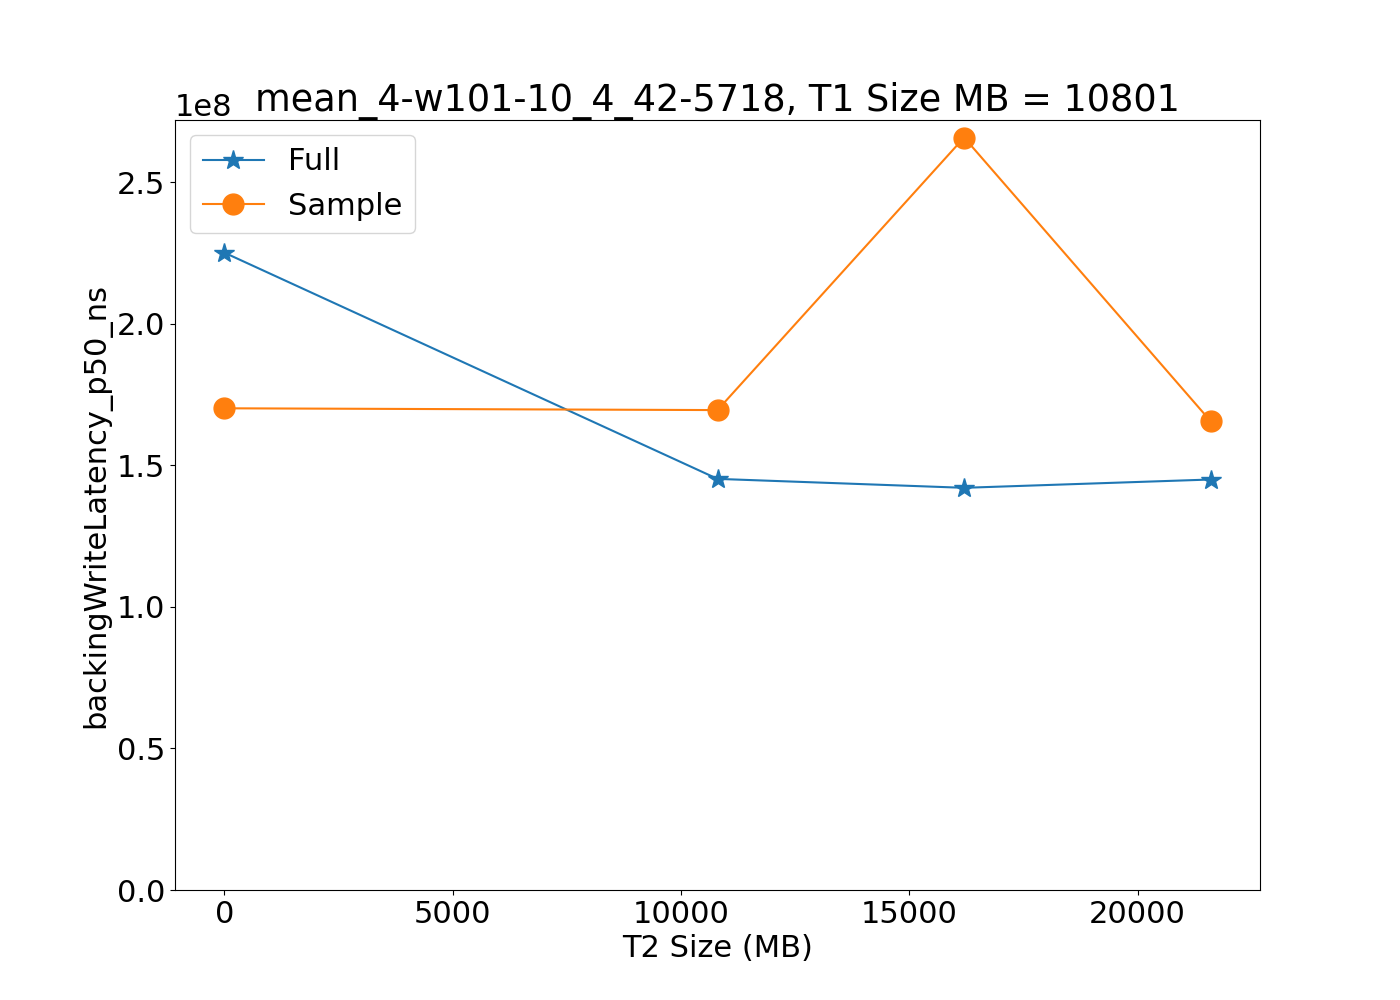 1e8
mean_4-w101-10_4_42-5718, T1 Size MB = 10801
Full
Sample
2.5
2.0
1.5
1.0
0.5
0.0
backingWriteLatency_p50_ns
0 5000 10000 15000 20000
T2 Size (MB)